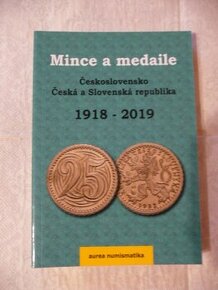 Mince a medaile
Československo
Česká a Slovenská republika
1918 - 2019
25
aurea numismatika